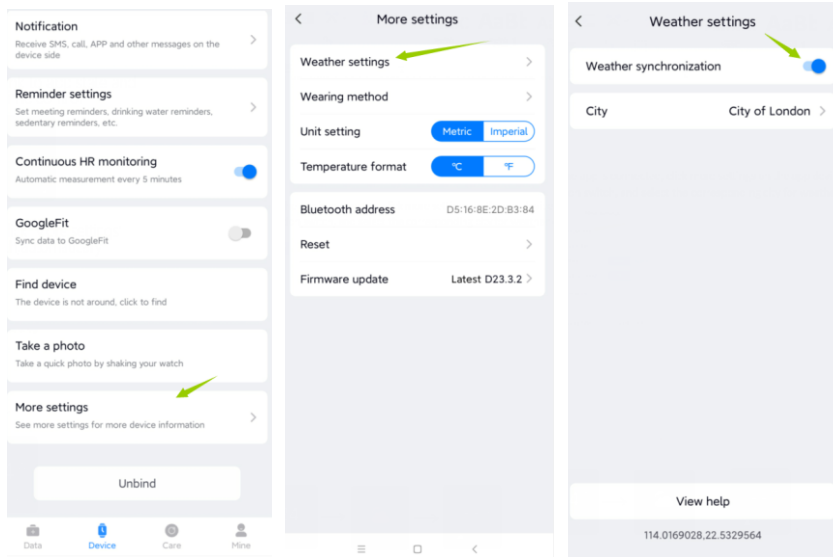 Notification
Receive SMS, call, APP and other messages on the
device side
Reminder settings
Set meeting reminders, drinking water reminders,
sedentary reminders, etc.
Continuous HR monitoring
Automatic measurement every 5 minutes
GoogleFit
Sync data to GoogleFit
Find device
The device is not around, click to find
Take a photo
Take a quick photo by shaking your watch
More settings
See more settings for more device information
Unbind
Data Device Care Mine
More settings
Weather settings
Wearing method
Unit setting Metric Imperial
Temperature format °C °F
Bluetooth address D5:16:8E:2D:B3:84
Reset
Firmware update Latest D23.3.2
Weather settings
Weather synchronization
City City of London
View help
114.0169028,22.5329564